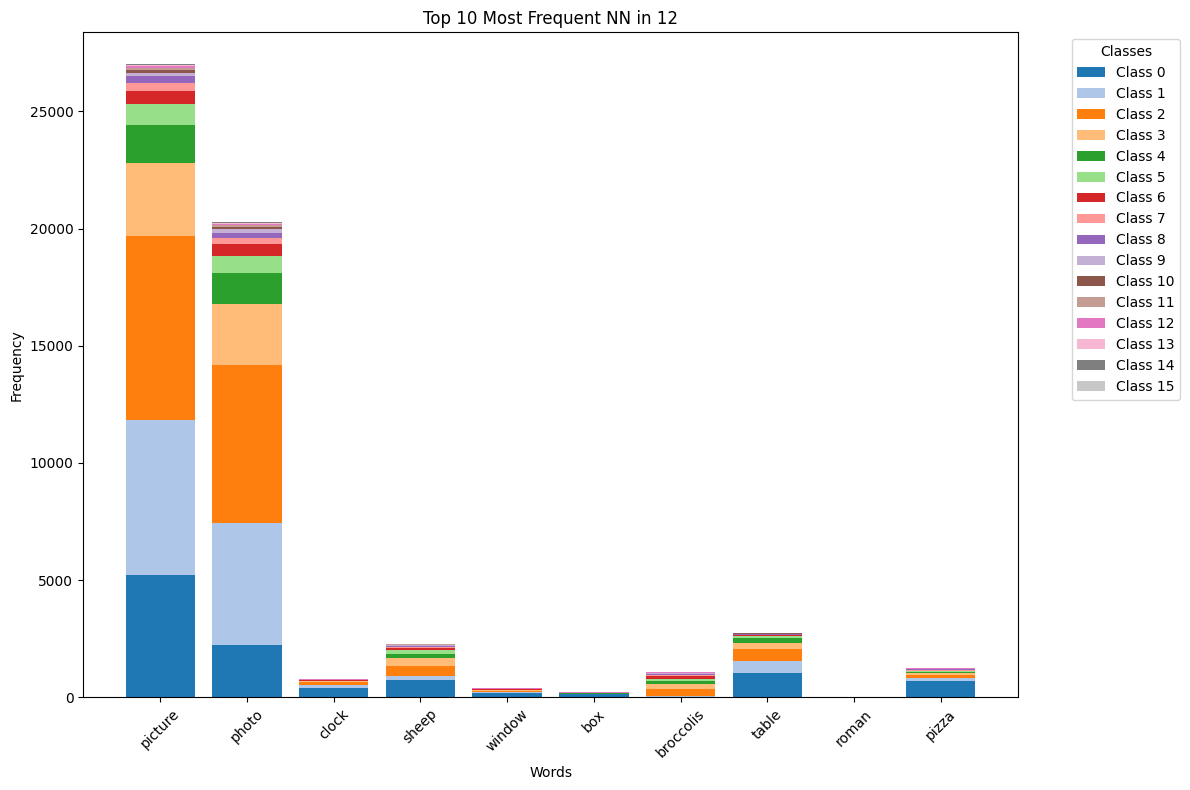 Top 10 Most Frequent NN in 12
Frequency
25000
20000
15000
10000
5000
0
picture
photo
clock
sheep
window
box
broccolis
table
roman
pizza
Words
Classes
Class 0
Class 1
Class 2
Class 3
Class 4
Class 5
Class 6
Class 7
Class 8
Class 9
Class 10
Class 11
Class 12
Class 13
Class 14
Class 15